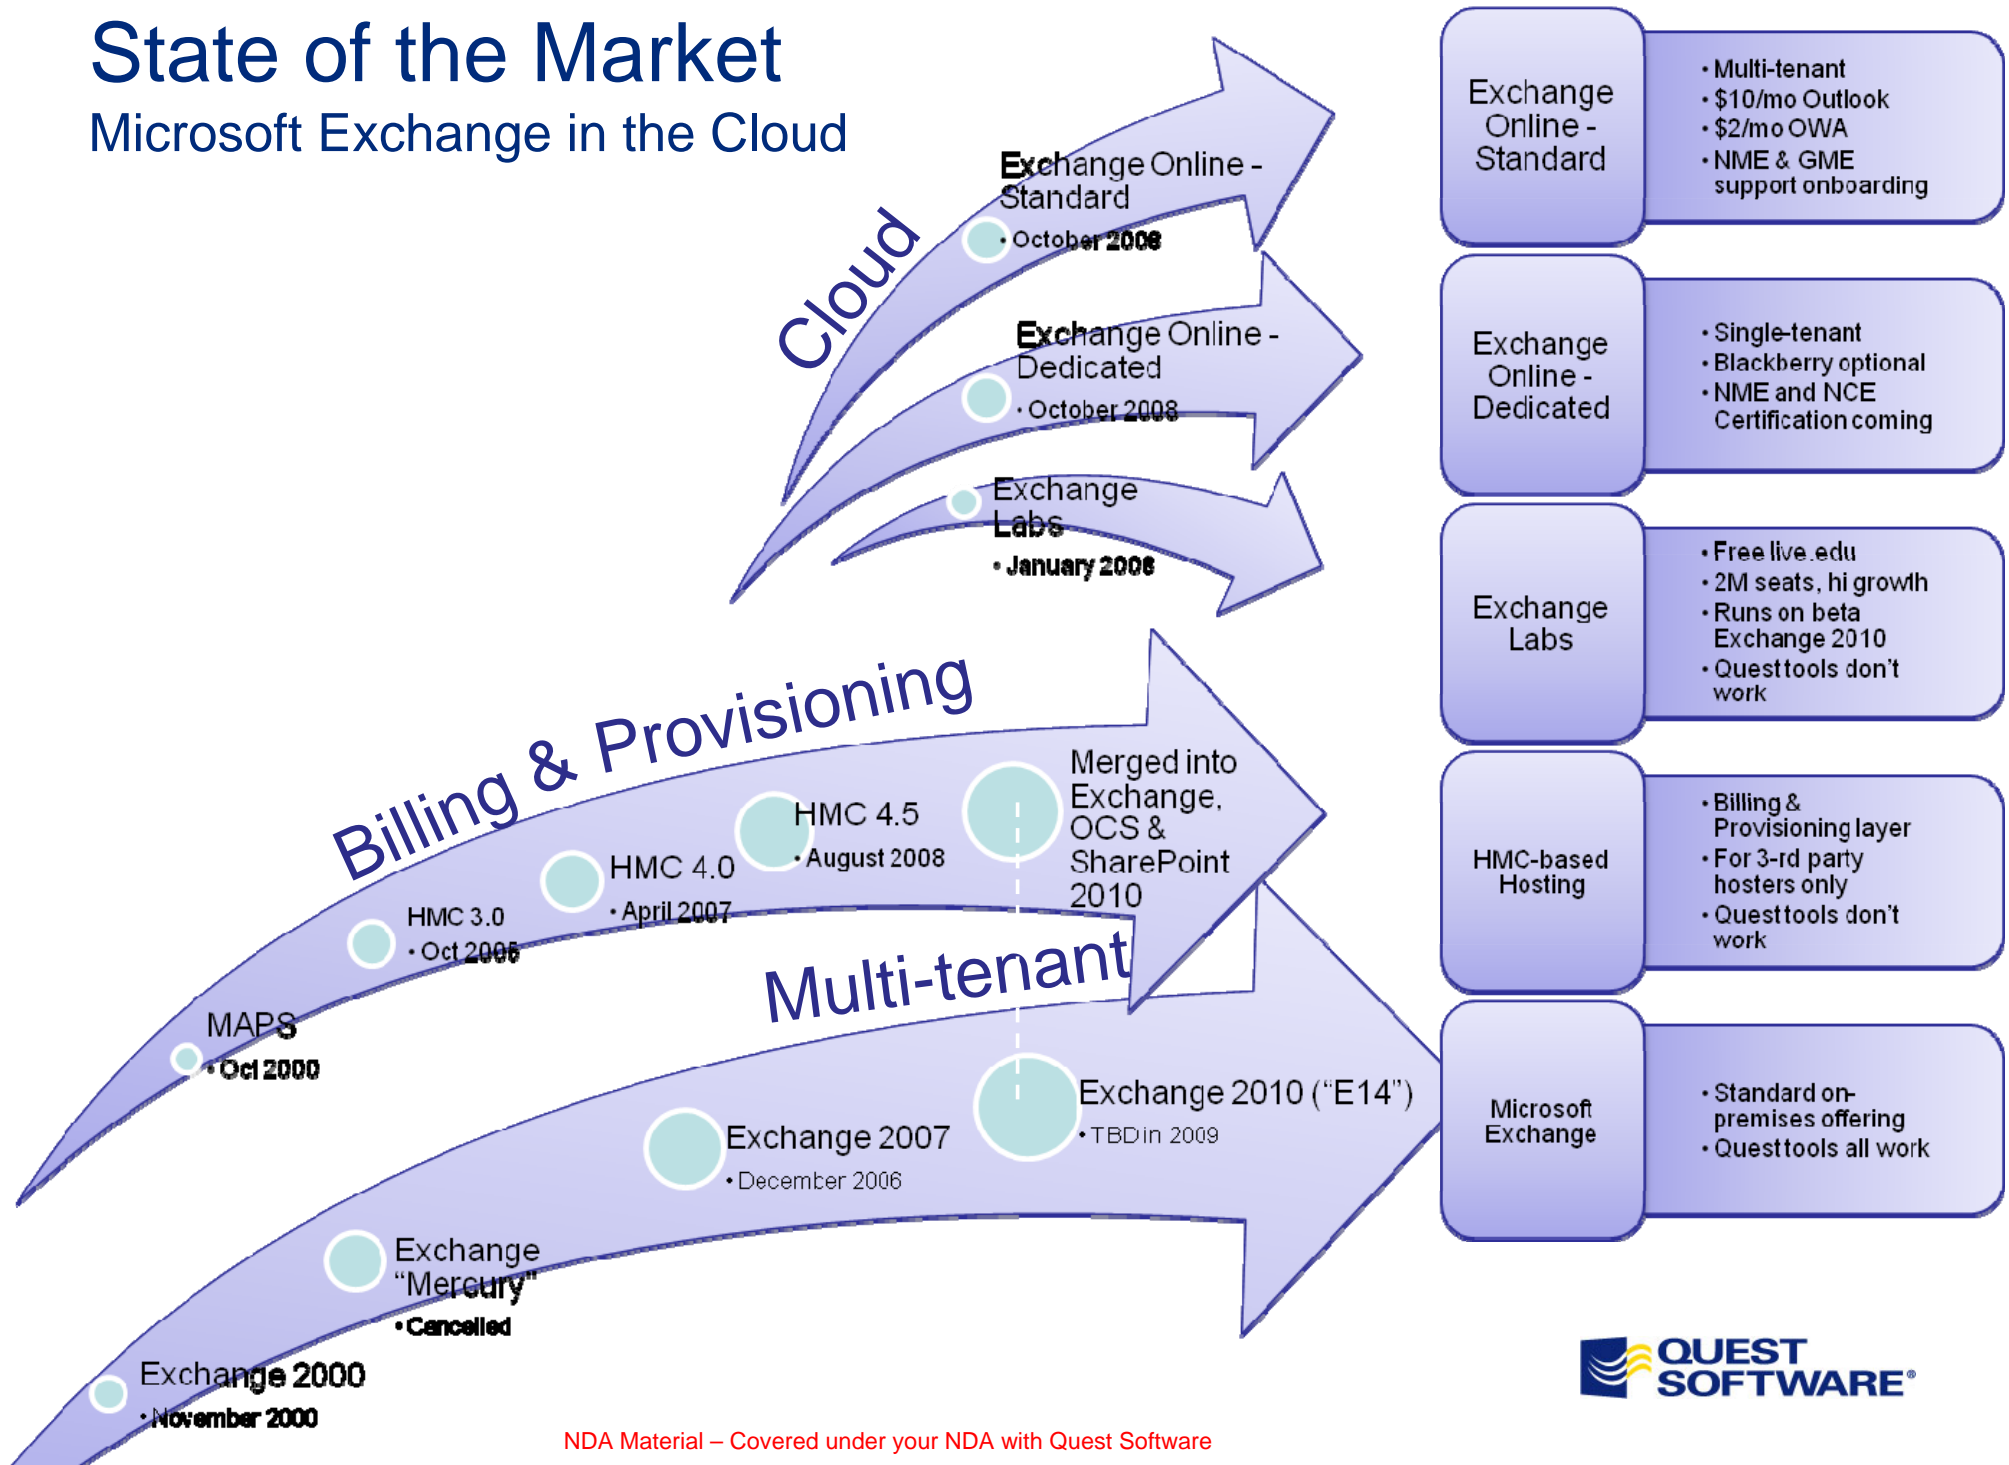 State of the Market
Microsoft Exchange in the Cloud
Cloud
Exchange Online -
Standard
• October 2008
Exchange Online -
Dedicated
• October 2008
Exchange
Labs
• January 2008
Billing & Provisioning
MAPS
• Oct 2000
HMC 3.0
• Oct 2005
HMC 4.0
• April 2007
HMC 4.5
• August 2008
Merged into
Exchange,
OCS &
SharePoint
2010
Multi-tenant
Exchange 2000
• November 2000
Exchange
“Mercury”
• Cancelled
Exchange 2007
• December 2006
Exchange 2010 (“E14”)
• TBD in 2009
Exchange
Online -
Standard
• Multi-tenant
• $10/mo Outlook
• $2/mo OWA
• NME & GME
support onboarding
Exchange
Online -
Dedicated
• Single-tenant
• Blackberry optional
• NME and NCE
Certification coming
Exchange
Labs
• Free live.edu
• 2M seats, hi growth
• Runs on beta
Exchange 2010
• Quest tools don’t
work
HMC-based
Hosting
• Billing &
Provisioning layer
• For 3-rd party
hosters only
• Quest tools don’t
work
Microsoft
Exchange
• Standard on-
premises offering
• Quest tools all work
QUEST
SOFTWARE®
NDA Material – Covered under your NDA with Quest Software